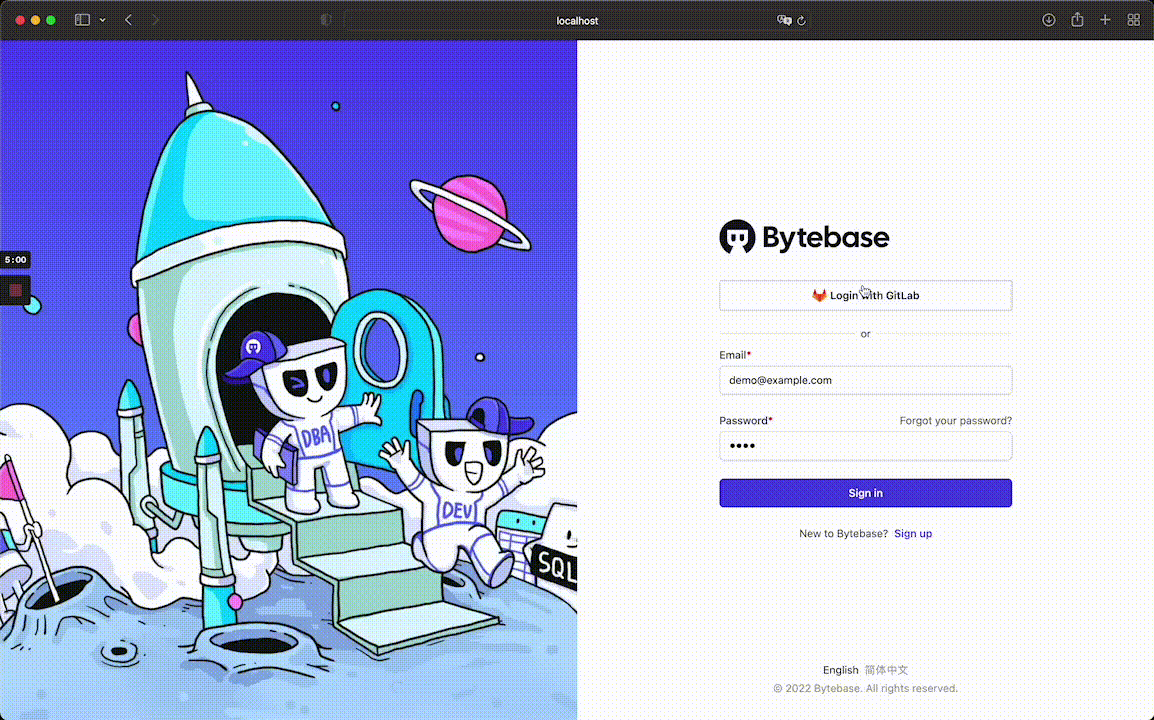 localhost
5:00
DBA
DEV
SQL
Bytebase
Login with GitLab
or
Email*
demo@example.com
Password* Forgot your password?
••••
Sign in
New to Bytebase? Sign up
English 简体中文
© 2022 Bytebase. All rights reserved.